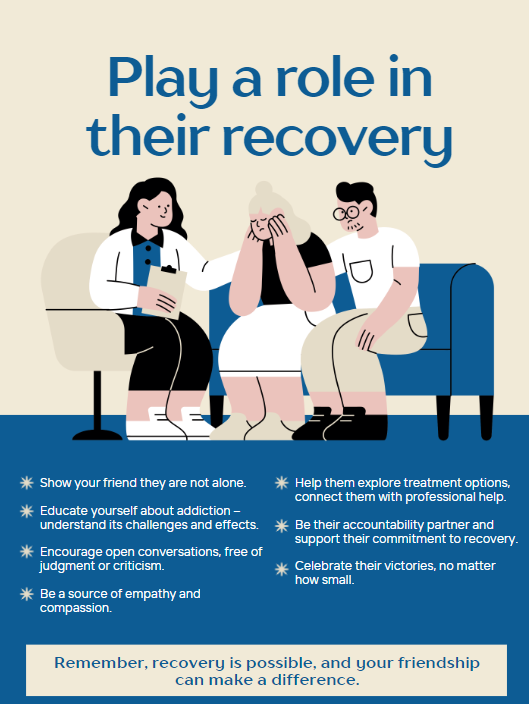 Play a role in
their recovery
Show your friend they are not alone.
Educate yourself about addiction –
understand its challenges and effects.
Encourage open conversations, free of
judgment or criticism.
Be a source of empathy and
compassion.
Help them explore treatment options,
connect them with professional help.
Be their accountability partner and
support their commitment to recovery.
Celebrate their victories, no matter
how small.
Remember, recovery is possible, and your friendship
can make a difference.